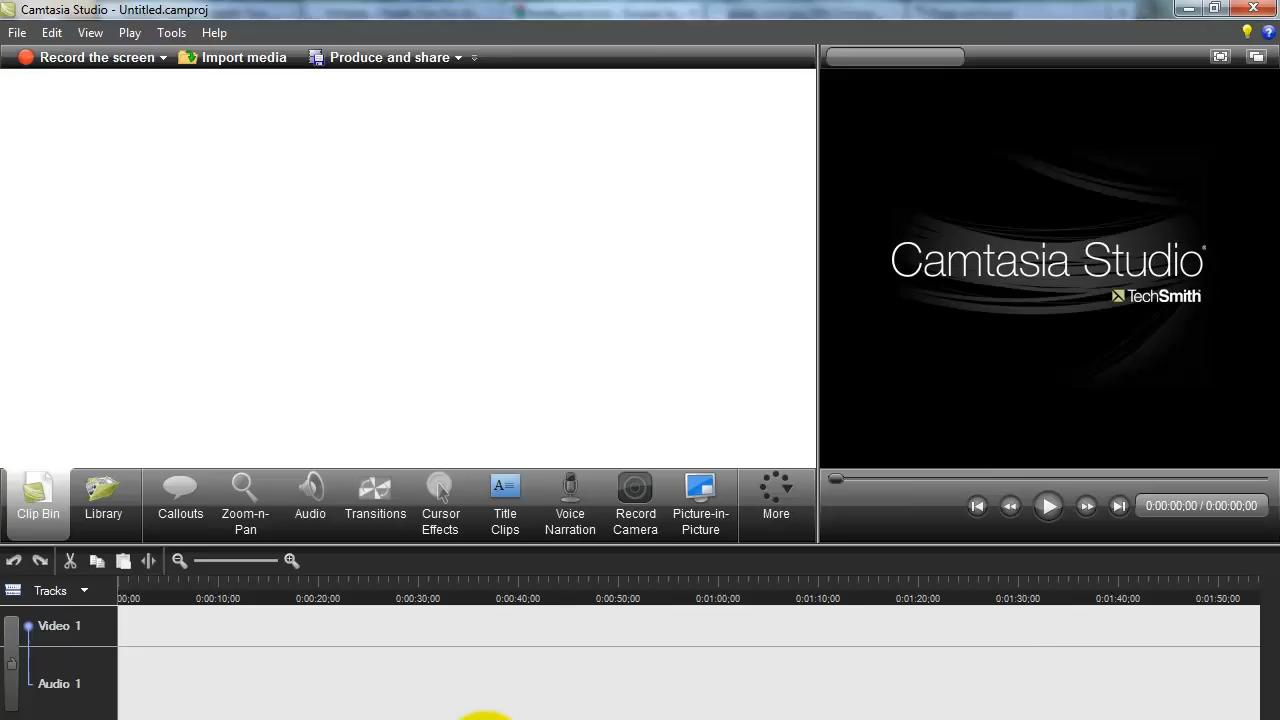 Camtasia Studio - Untitled.camproj
File Edit View Play Tools Help
Record the screen Import media Produce and share
Camtasia Studio®
TechSmith
Clip Bin Library Callouts Zoom-n-Pan Audio Transitions Cursor Effects Title Clips Voice Narration Record Camera Picture-in-Picture More
0:00:00;00 / 0:00:00;00
Tracks
00;00 0:00:10;00 0:00:20;00 0:00:30;00 0:00:40;00 0:00:50;00 0:01:00;00 0:01:10;00 0:01:20;00 0:01:30;00 0:01:40;00 0:01:50;00
Video 1
Audio 1